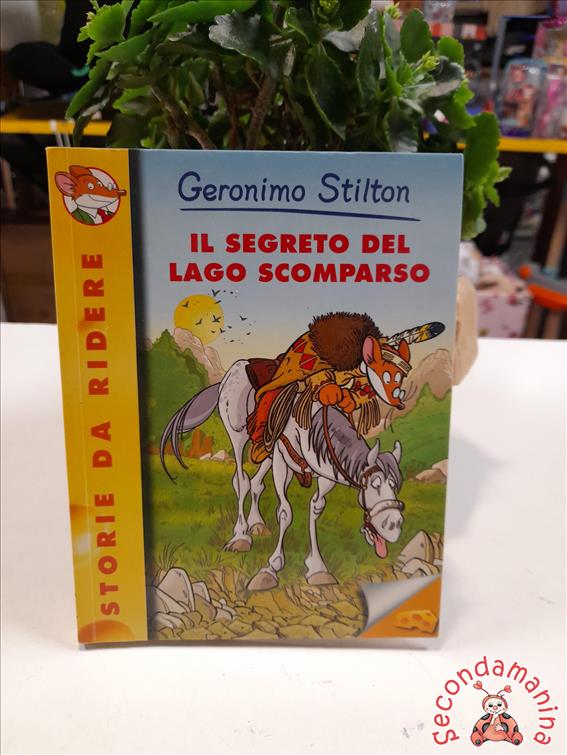 Geronimo Stilton
IL SEGRETO DEL
LAGO SCOMPARSO
STORIE DA RIDERE
Secondamanina